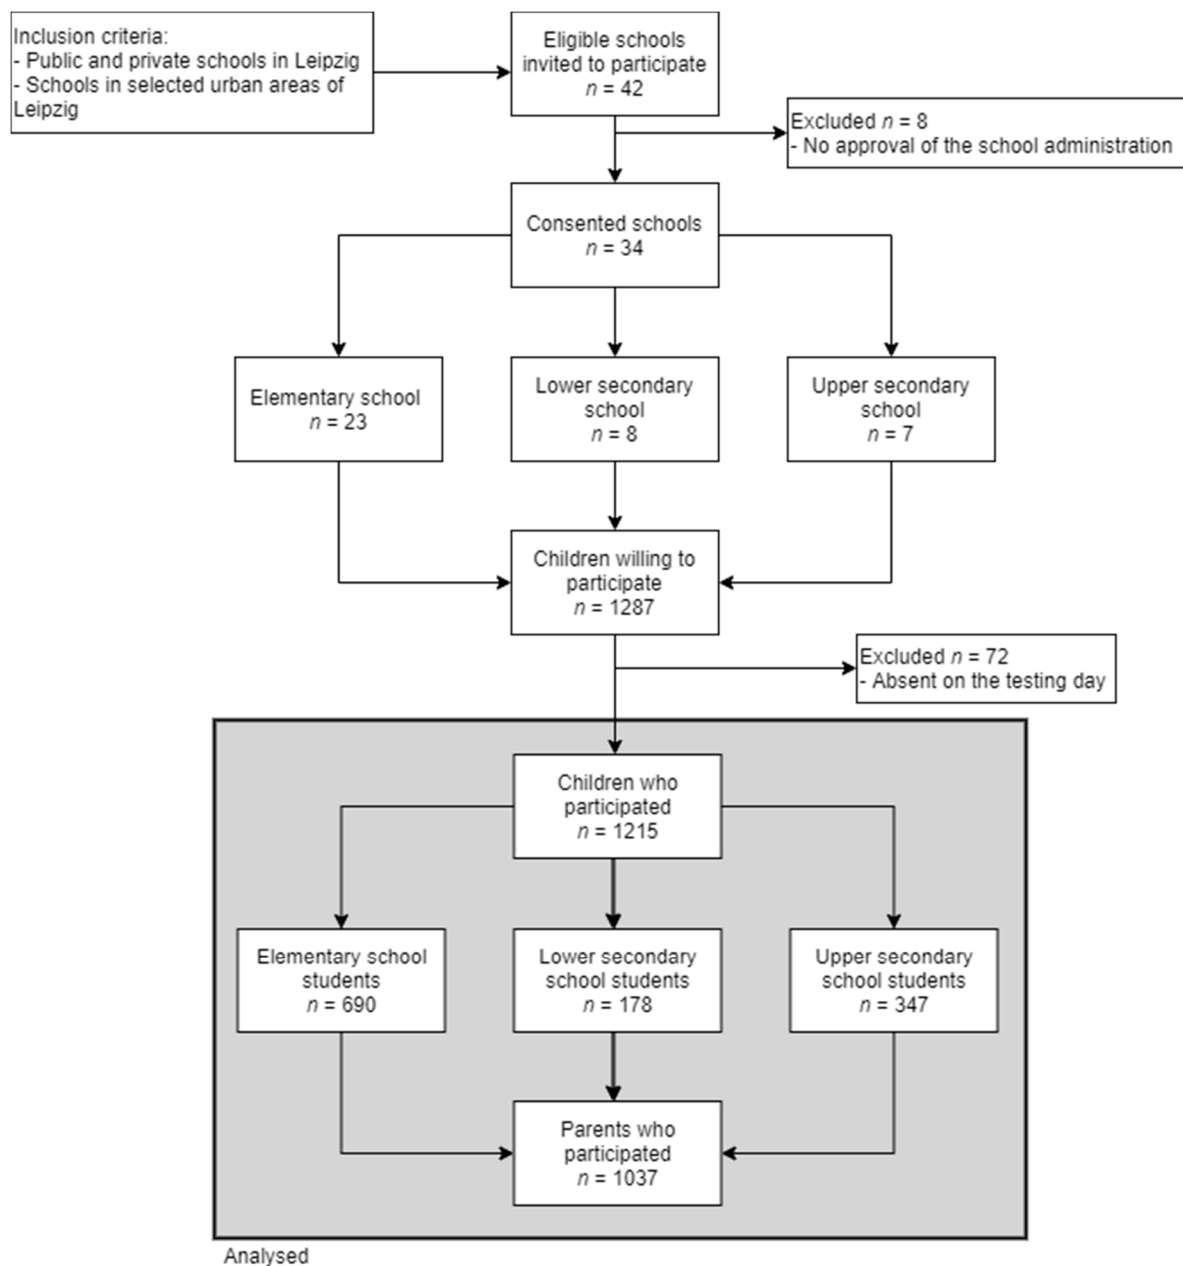 Inclusion criteria:
- Public and private schools in Leipzig
- Schools in selected urban areas of
Leipzig
Eligible schools
invited to participate
n = 42
Excluded n = 8
- No approval of the school administration
Consented schools
n = 34
Elementary school
n = 23
Lower secondary
school
n = 8
Upper secondary
school
n = 7
Children willing to
participate
n = 1287
Excluded n = 72
- Absent on the testing day
Children who
participated
n = 1215
Elementary school
students
n = 690
Lower secondary
school students
n = 178
Upper secondary
school students
n = 347
Parents who
participated
n = 1037
Analysed